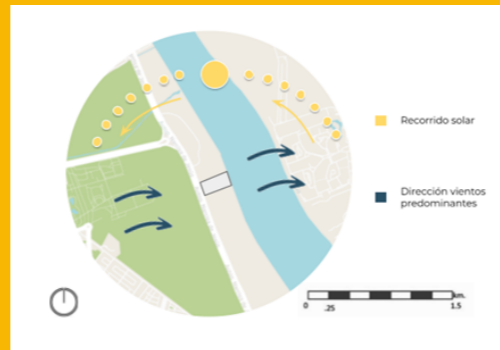 Recorrido solar
Dirección vientos
predominantes
km.
0 .25 1.5